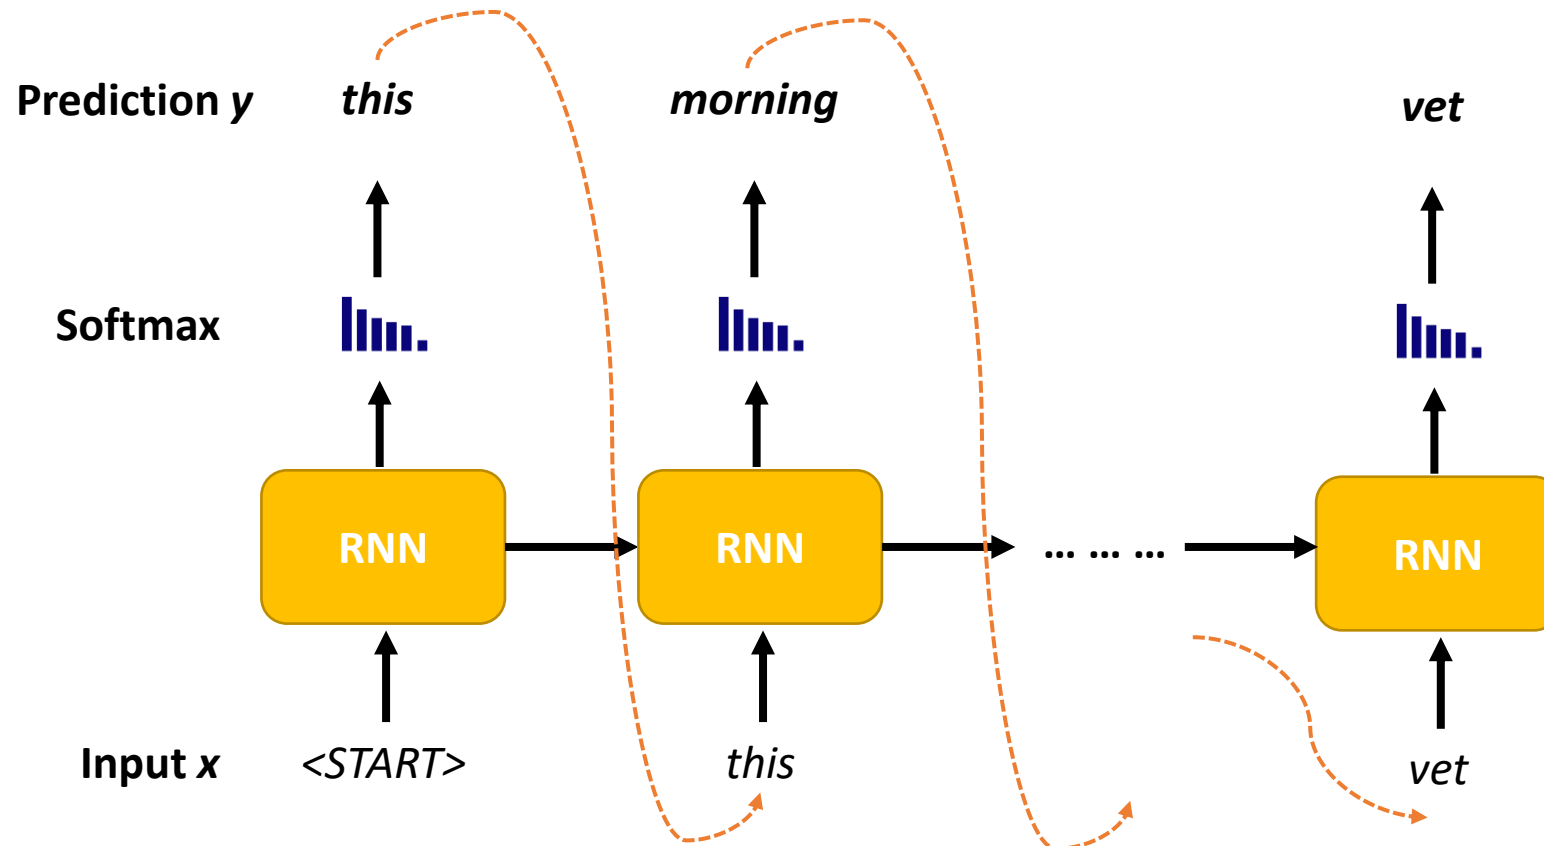 Prediction y this morning vet
Softmax
RNN RNN ... ... ... RNN
Input x <START> this vet